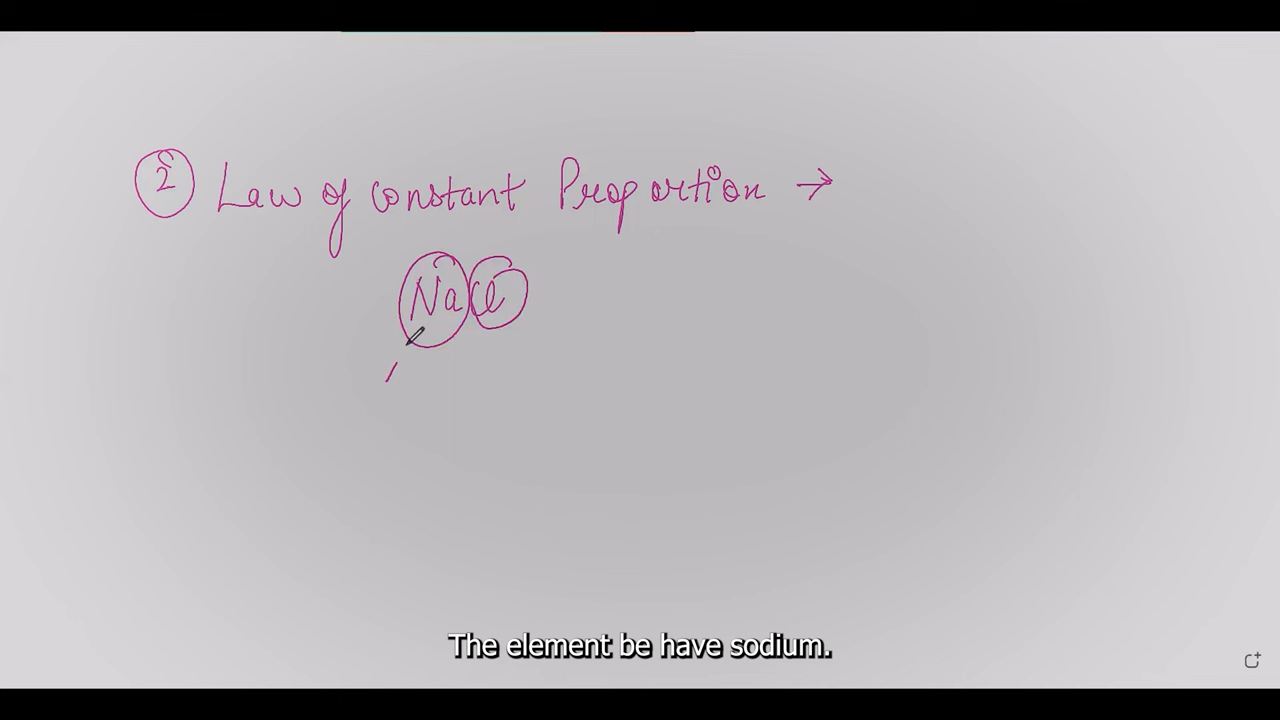 2 Law of constant Proportion →
NaCl
The element be have sodium.